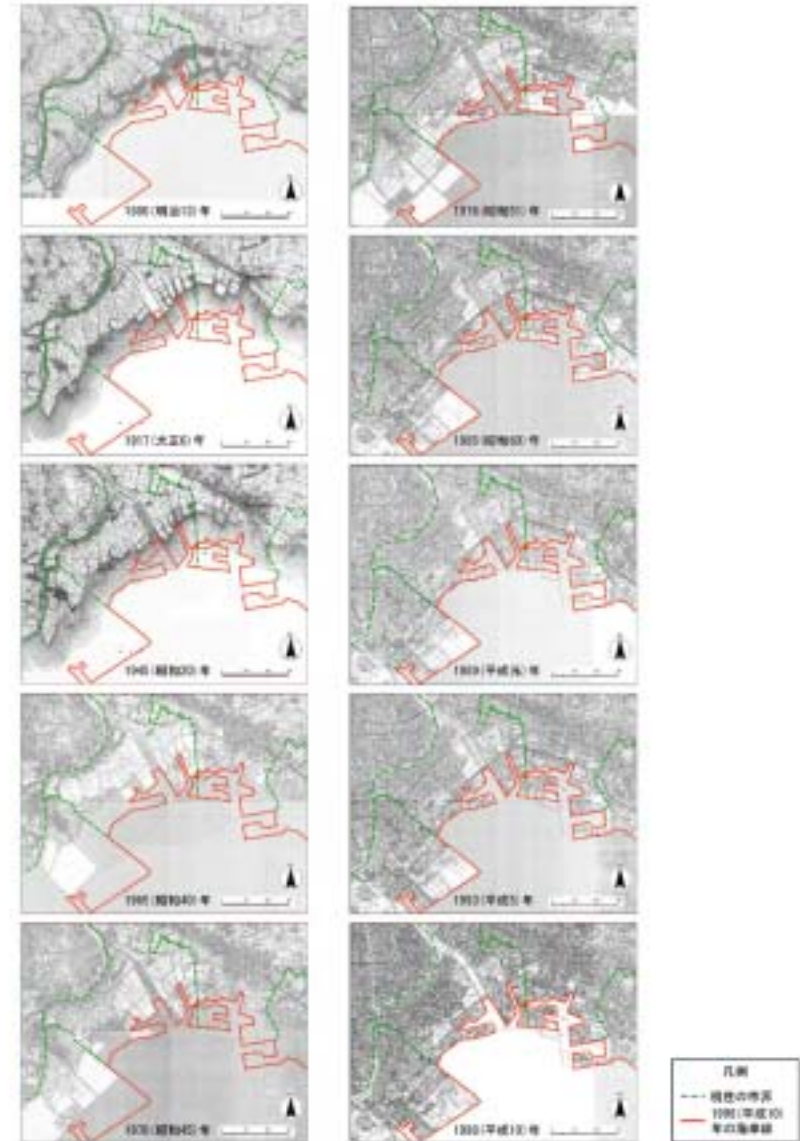 1880(明治13)年
1917(大正6)年
1945(昭和20)年
1965(昭和40)年
1970(昭和45)年
1976(昭和51)年
1985(昭和60)年
1989(平成元)年
1993(平成5)年
1998(平成10)年
凡例
現在の市界
1998(平成10)
年の海岸線